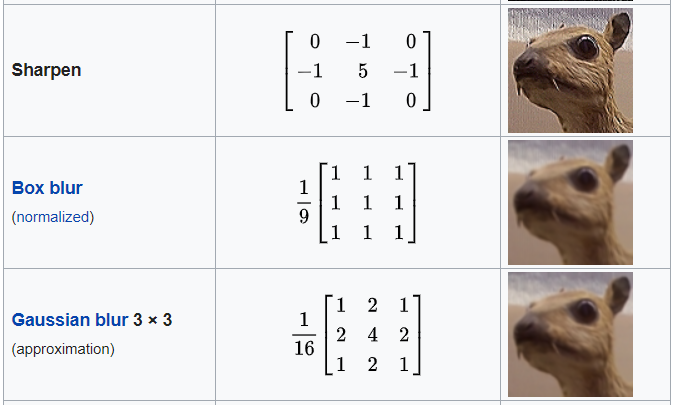 Sharpen
0 −1 0
−1 5 −1
0 −1 0
Box blur
(normalized)
1
9
1 1 1
1 1 1
1 1 1
Gaussian blur 3 × 3
(approximation)
1
16
1 2 1
2 4 2
1 2 1